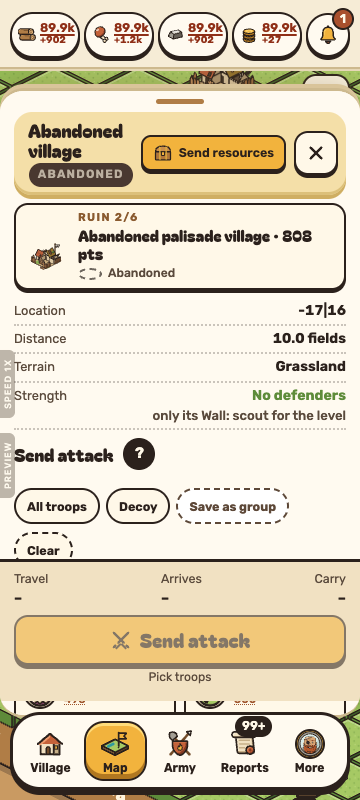 89.9k 89.9k 89.9k 89.9k 1
+902 +1.2k +902 +27
Abandoned
village
ABANDONED
Send resources
RUIN 2/6
Abandoned palisade village • 808
pts
Abandoned
Location -17|16
Distance 10.0 fields
Terrain Grassland
Strength No defenders
only its Wall: scout for the level
SPEED 1X
PREVIEW
Send attack ?
All troops Decoy Save as group
Clear
Travel Arrives Carry
– – –
Send attack
Pick troops
99+
Village Map Army Reports More